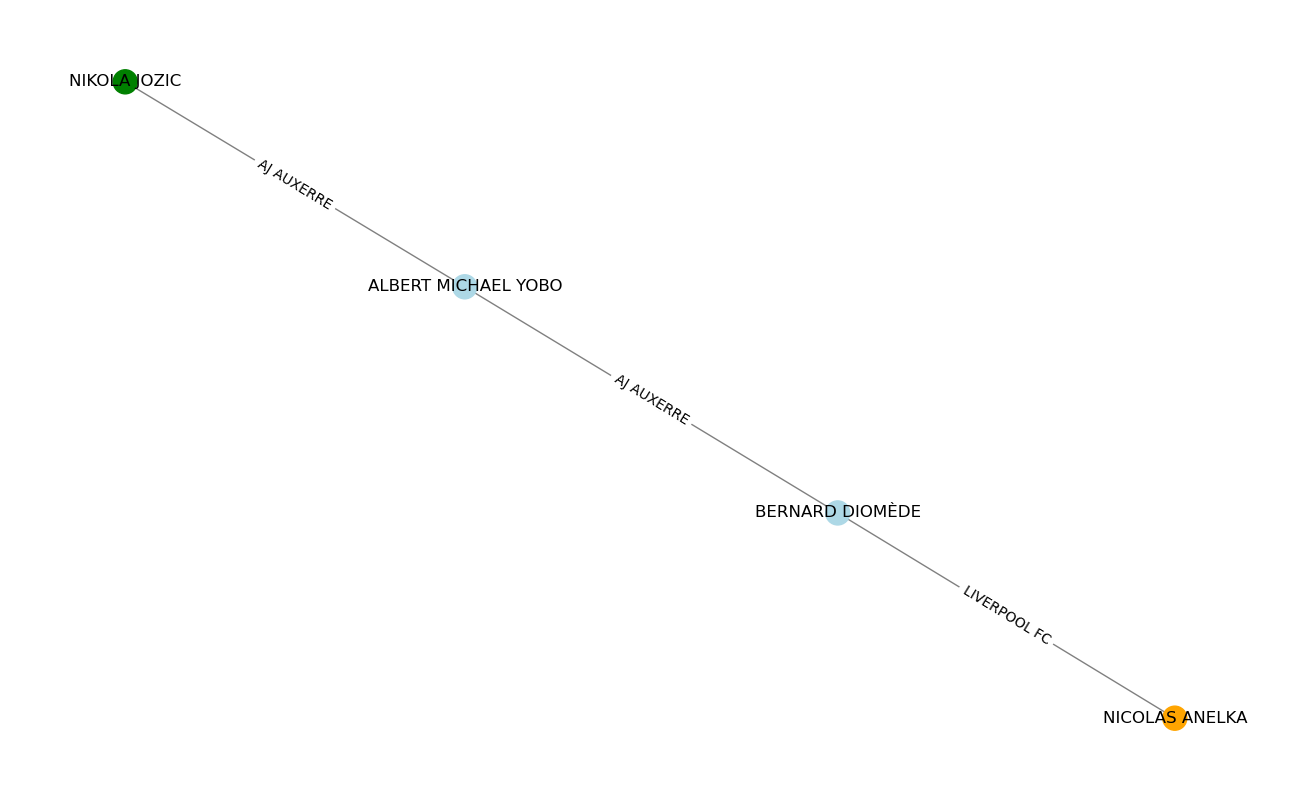 NIKOLA JOZIC
AJ AUXERRE
ALBERT MICHAEL YOBO
AJ AUXERRE
BERNARD DIOMÈDE
LIVERPOOL FC
NICOLAS ANELKA